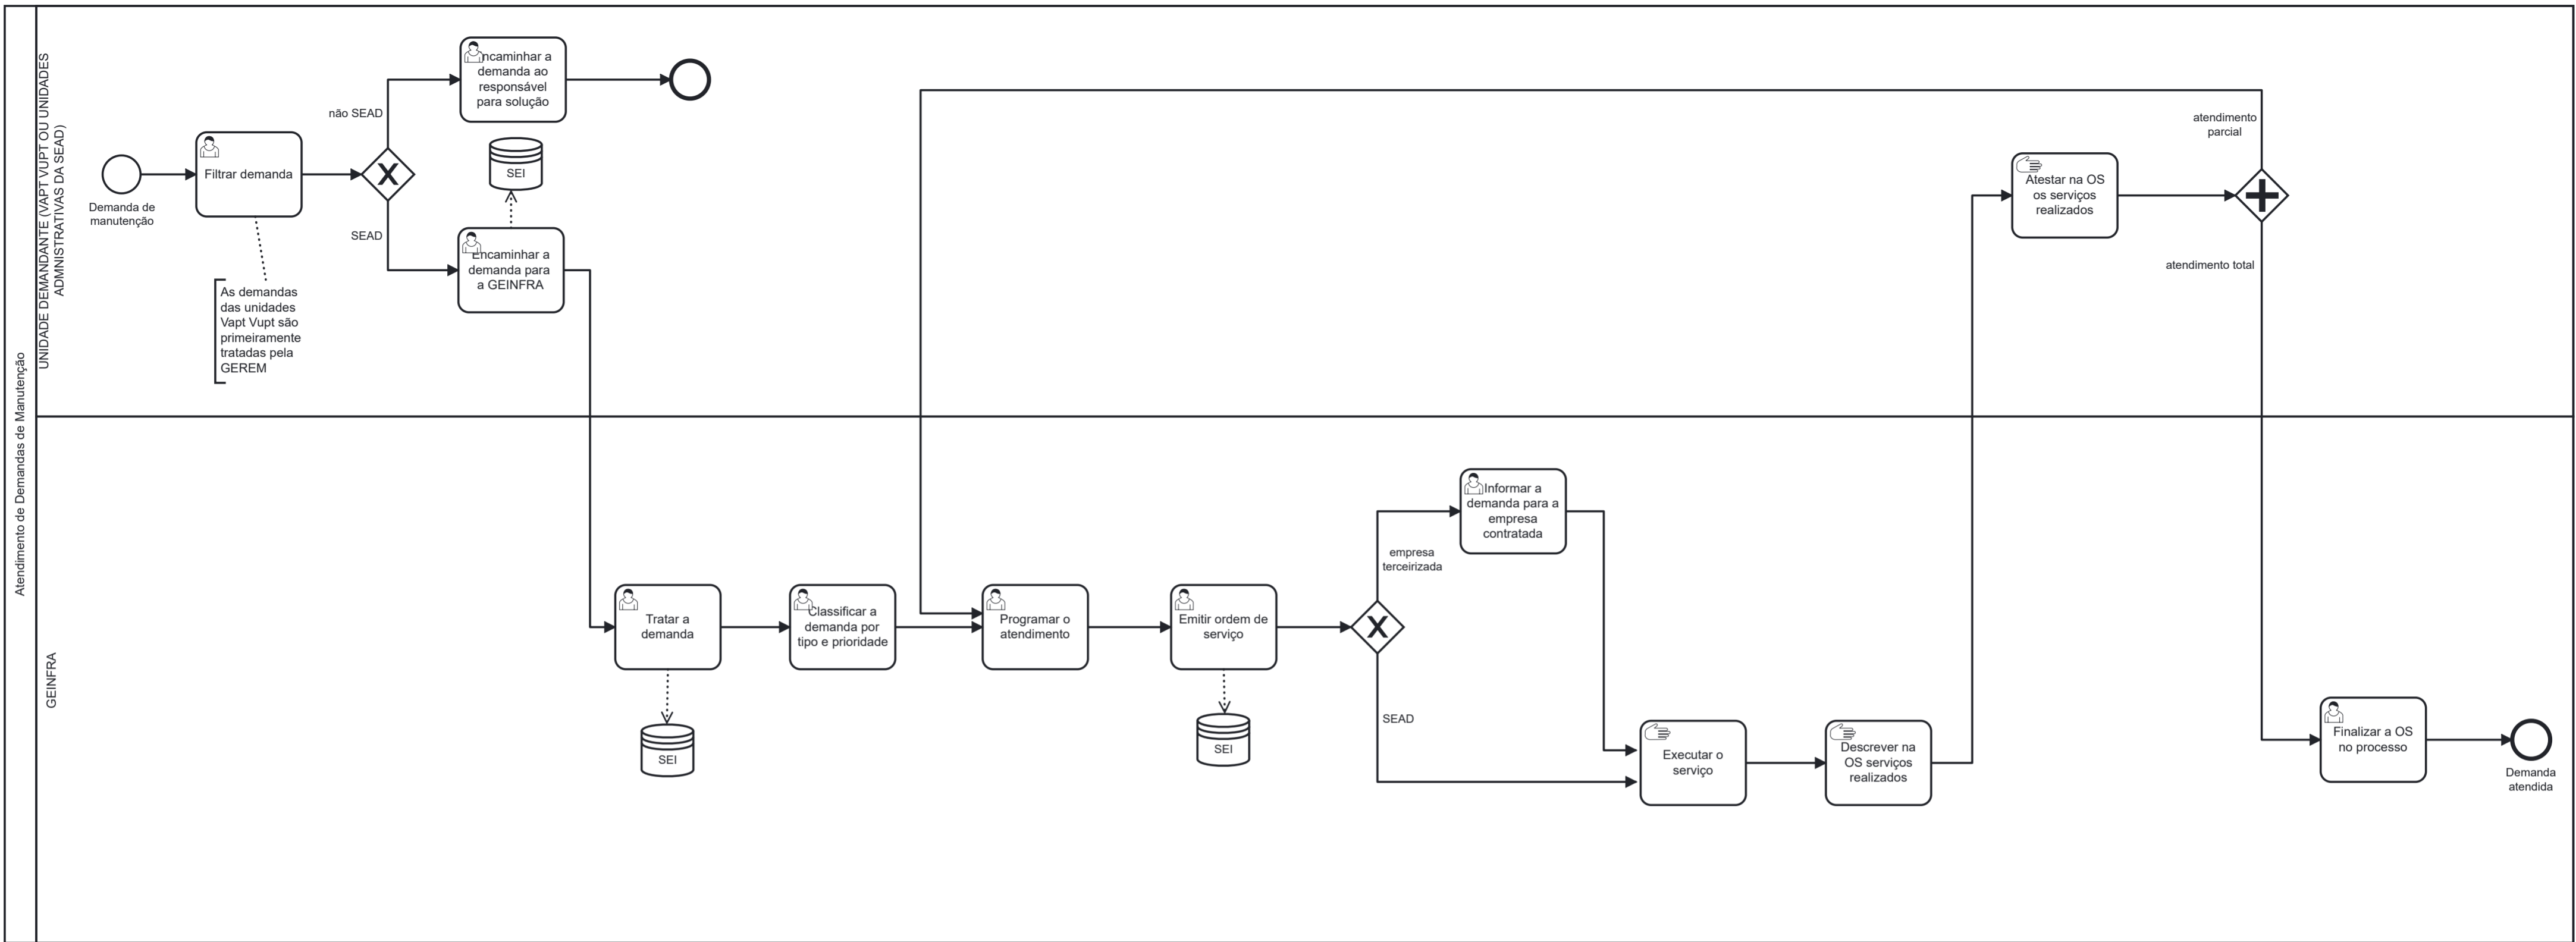 Atendimento de Demandas de Manutenção
UNIDADE DEMANDANTE (VAPT VUPT OU UNIDADES
ADMNISTRATIVAS DA SEAD)
Demanda de
manutenção
Filtrar demanda
As demandas
das unidades
Vapt Vupt são
primeiramente
tratadas pela
GEREM
não SEAD
SEAD
Encaminhar a
demanda ao
responsável
para solução
SEI
Encaminhar a
demanda para
a GEINFRA
Atestar na OS
os serviços
realizados
atendimento
parcial
atendimento total
GEINFRA
Tratar a
demanda
SEI
Classificar a
demanda por
tipo e prioridade
Programar o
atendimento
Emitir ordem de
serviço
SEI
empresa
terceirizada
SEAD
Informar a
demanda para a
empresa
contratada
Executar o
serviço
Descrever na
OS serviços
realizados
Finalizar a OS
no processo
Demanda
atendida